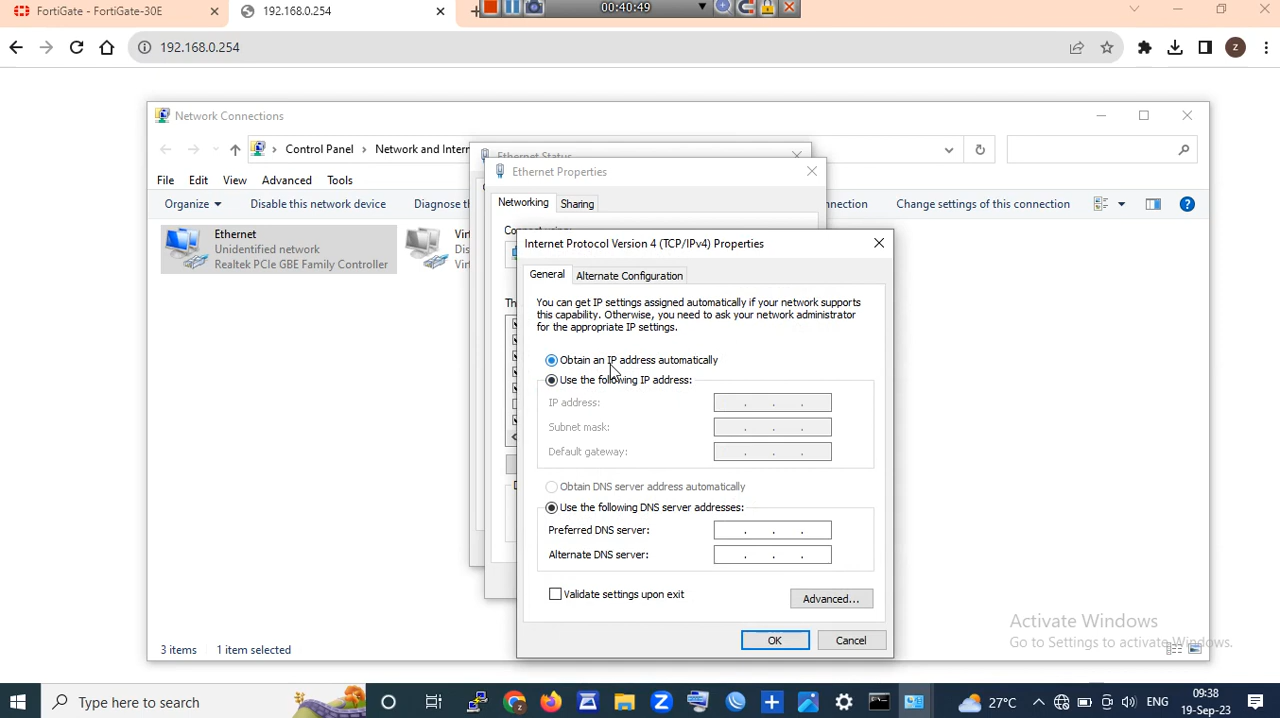 FortiGate - FortiGate-30E
192.168.0.254
00:40:49
192.168.0.254
Z
Network Connections
Control Panel
Network and Intern
File Edit View Advanced Tools
Organize Disable this network device Diagnose t nection Change settings of this connection
Ethernet
Unidentified network
Realtek PCIe GBE Family Controller
Virt
Dis
Virt
Ethernet Status
Ethernet Properties
Networking Sharing
Con
Th
Internet Protocol Version 4 (TCP/IPv4) Properties
General Alternate Configuration
You can get IP settings assigned automatically if your network supports
this capability. Otherwise, you need to ask your network administrator
for the appropriate IP settings.
Obtain an IP address automatically
Use the following IP address:
IP address: . . .
Subnet mask: . . .
Default gateway: . . .
Obtain DNS server address automatically
Use the following DNS server addresses:
Preferred DNS server: . . .
Alternate DNS server: . . .
Validate settings upon exit
Advanced...
OK Cancel
Activate Windows
Go to Settings to activate Windows.
3 items 1 item selected
Type here to search
27°C
ENG
09:38
19-Sep-23